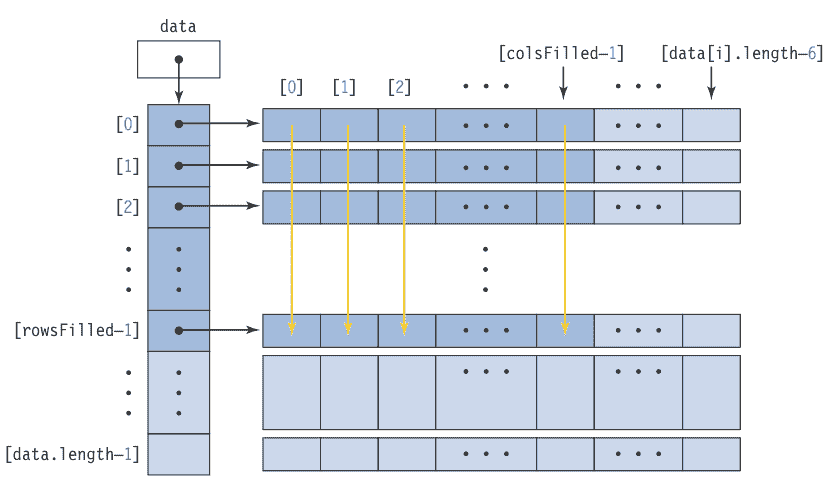 data
[colsFilled–1] [data[i].length–6]
[0] [1] [2] • • • • • •
[0] • • • • • •
[1] • • • • • •
[2] • • • • • •
[rowsFilled–1] • • • • • •
• • • • • •
[data.length–1] • • • • • •